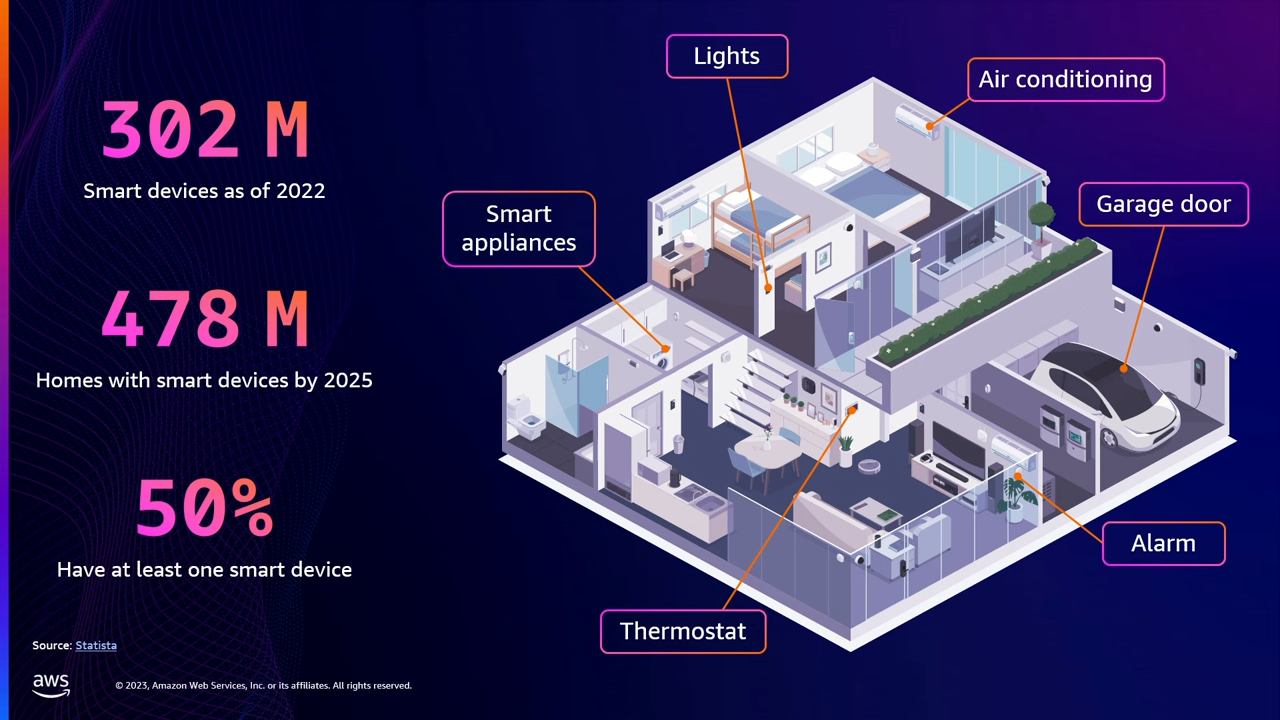 302 M
Smart devices as of 2022
478 M
Homes with smart devices by 2025
50%
Have at least one smart device
Source: Statista
aws
© 2023, Amazon Web Services, Inc. or its affiliates. All rights reserved.
Lights
Air conditioning
Smart
appliances
Garage door
Alarm
Thermostat